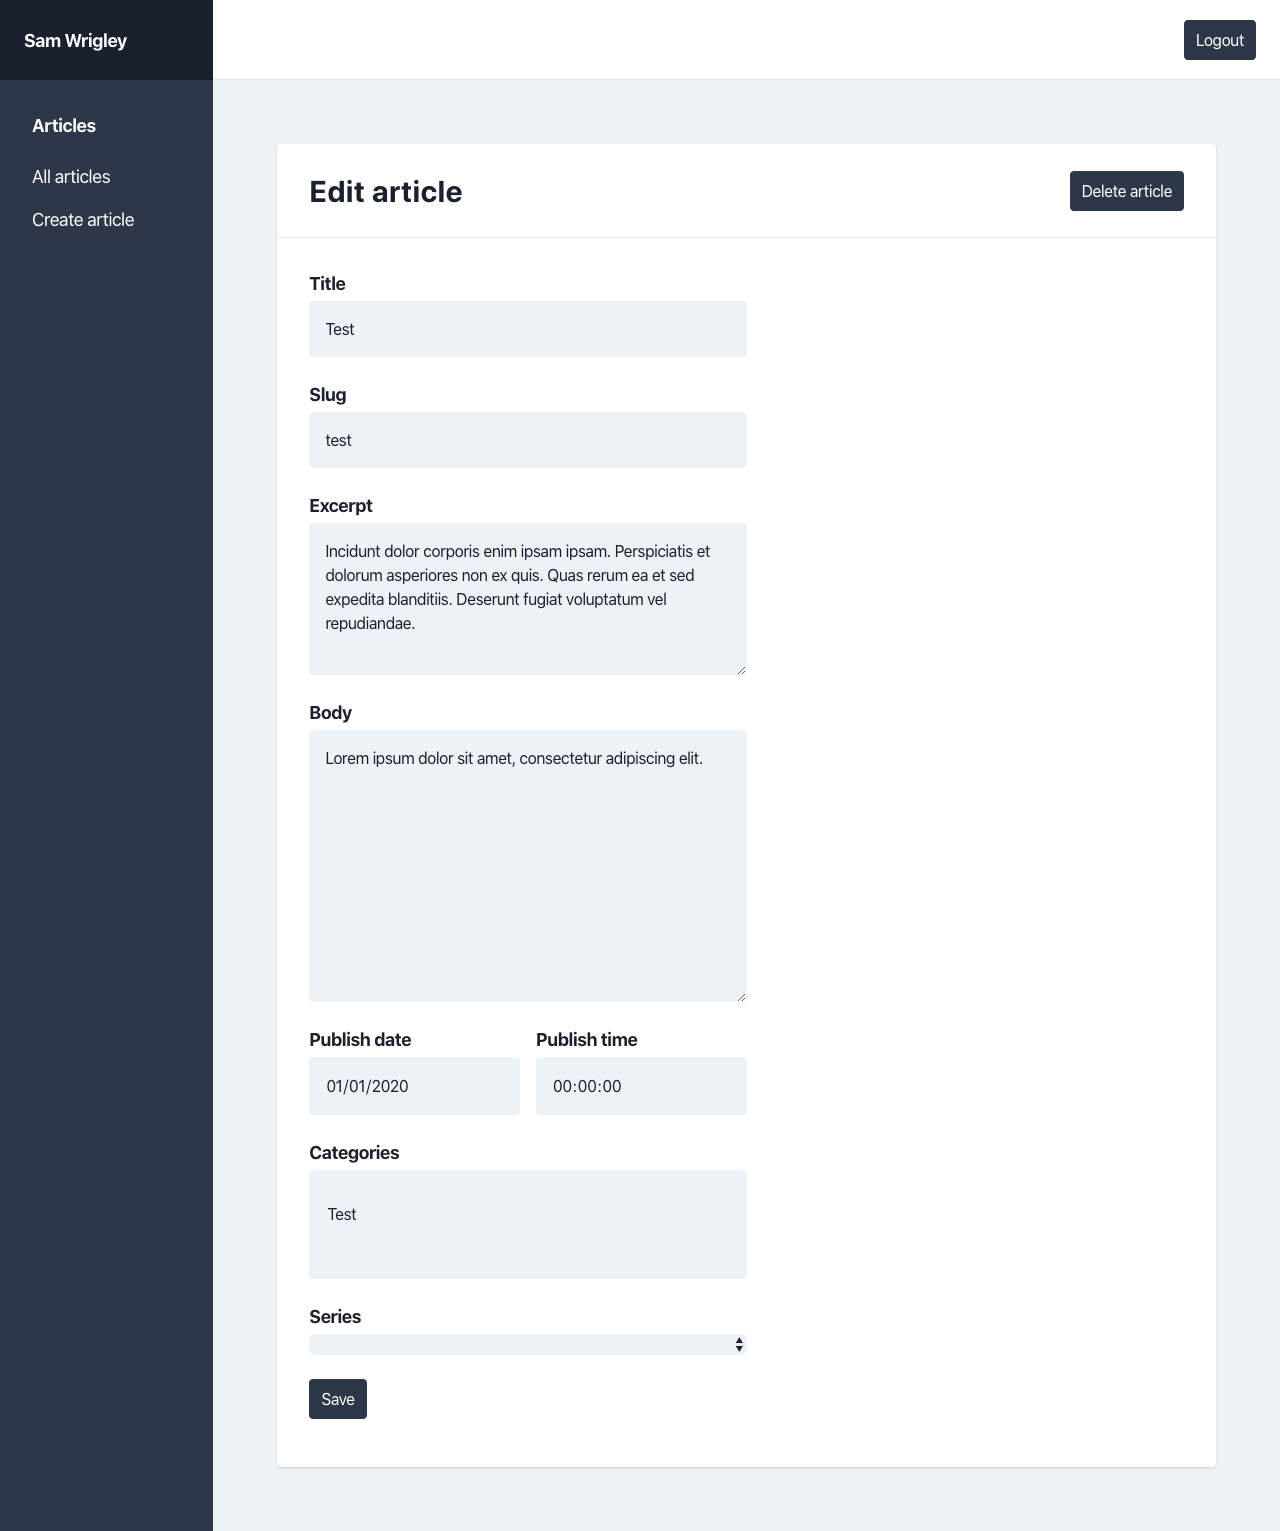 Sam Wrigley
Logout
Articles
All articles
Create article
Edit article
Delete article
Title
Test
Slug
test
Excerpt
Incidunt dolor corporis enim ipsam ipsam. Perspiciatis et
dolorum asperiores non ex quis. Quas rerum ea et sed
expedita blanditiis. Deserunt fugiat voluptatum vel
repudiandae.
Body
Lorem ipsum dolor sit amet, consectetur adipiscing elit.
Publish date
Publish time
01/01/2020
00:00:00
Categories
Test
Series
Save